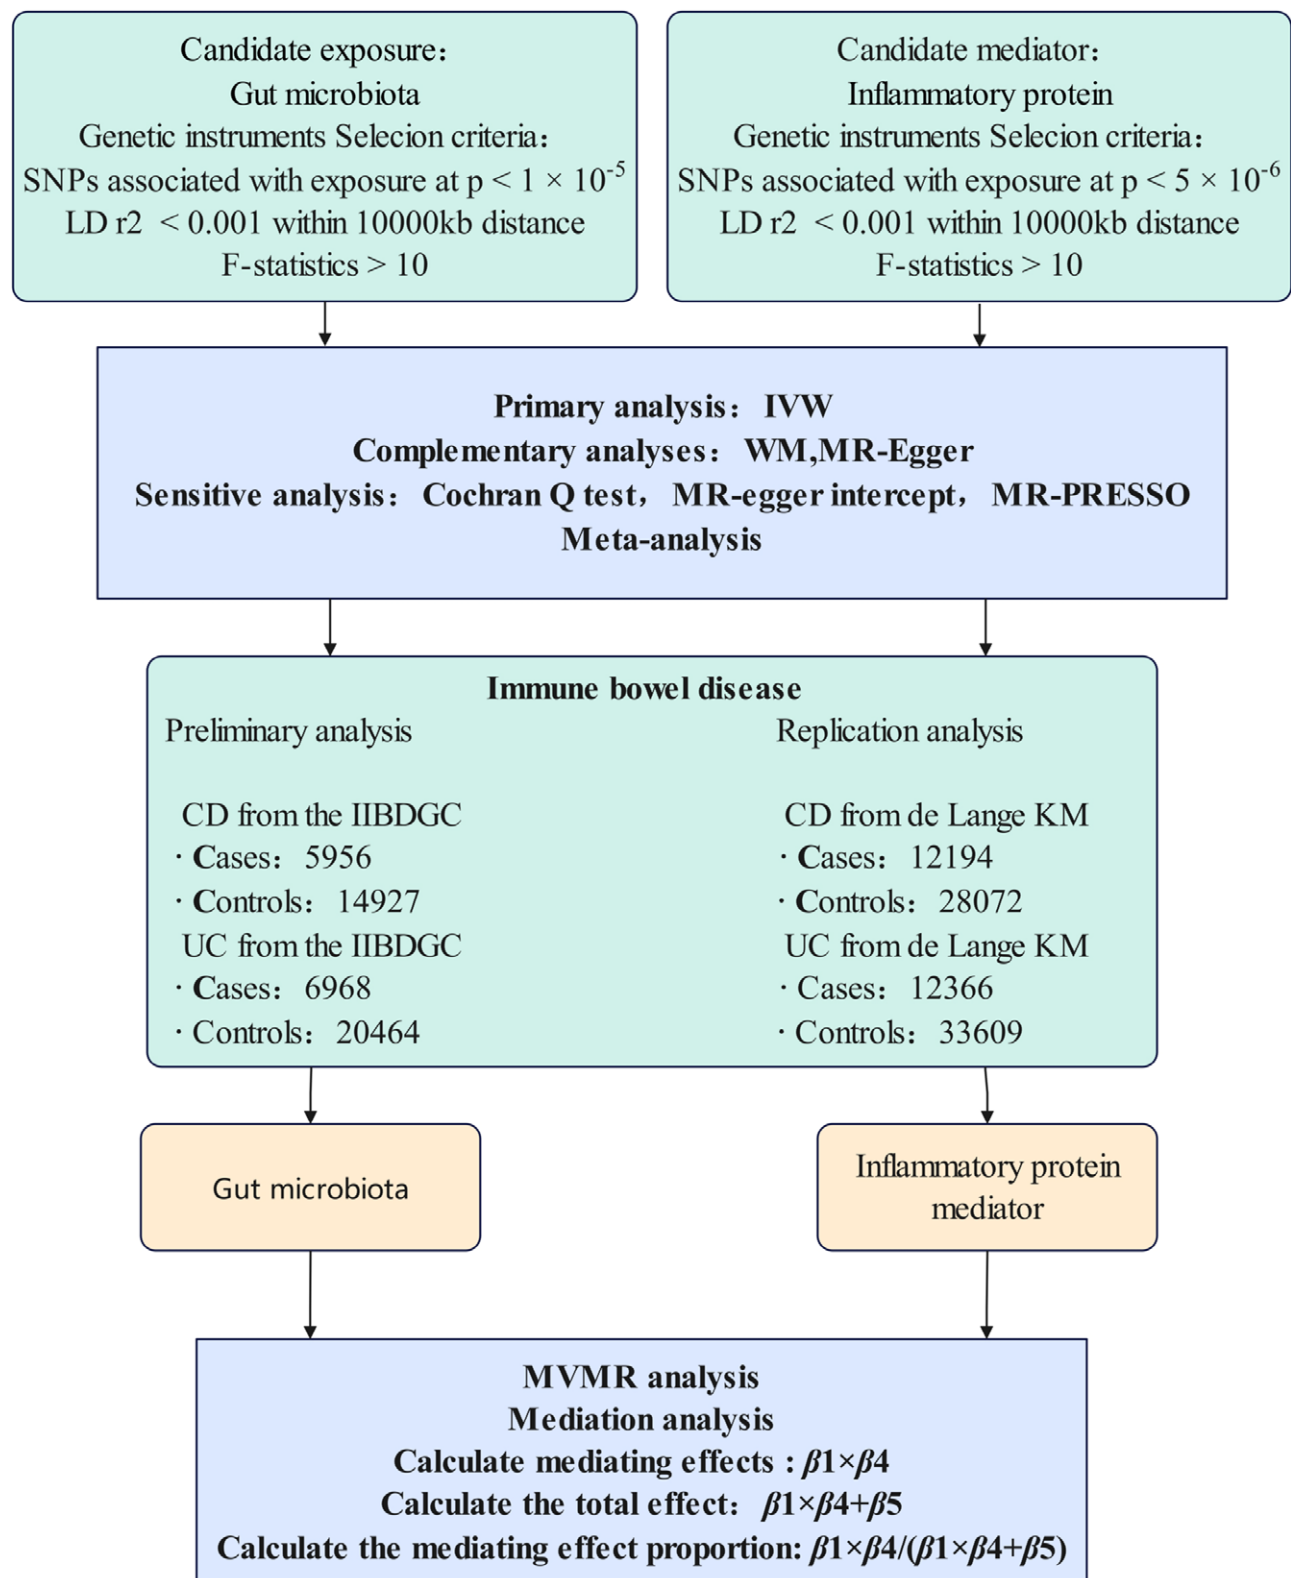 Candidate exposure：
Gut microbiota
Genetic instruments Selecion criteria：
SNPs associated with exposure at p < 1 × 10⁻⁵
LD r2 < 0.001 within 10000kb distance
F-statistics > 10
Candidate mediator：
Inflammatory protein
Genetic instruments Selecion criteria：
SNPs associated with exposure at p < 5 × 10⁻⁶
LD r2 < 0.001 within 10000kb distance
F-statistics > 10
Primary analysis： IVW
Complementary analyses： WM,MR-Egger
Sensitive analysis： Cochran Q test， MR-egger intercept， MR-PRESSO
Meta-analysis
Immune bowel disease
Preliminary analysis
CD from the IIBDGC
· Cases：5956
· Controls：14927
UC from the IIBDGC
· Cases：6968
· Controls：20464
Replication analysis
CD from de Lange KM
· Cases：12194
· Controls：28072
UC from de Lange KM
· Cases：12366
· Controls：33609
Gut microbiota
Inflammatory protein
mediator
MVMR analysis
Mediation analysis
Calculate mediating effects : β1×β4
Calculate the total effect： β1×β4+β5
Calculate the mediating effect proportion: β1×β4/(β1×β4+β5)